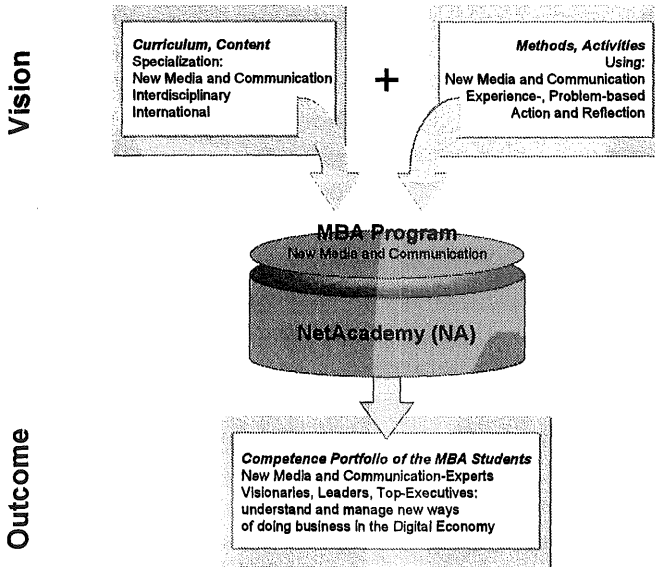 Vision
Curriculum, Content
Specialization:
New Media and Communication
Interdisciplinary
International
+
Methods, Activities
Using:
New Media and Communication
Experience-, Problem-based
Action and Reflection
MBA Program
New Media and Communication
NetAcademy (NA)
Outcome
Competence Portfolio of the MBA Students
New Media and Communication-Experts
Visionaries, Leaders, Top-Executives:
understand and manage new ways
of doing business in the Digital Economy